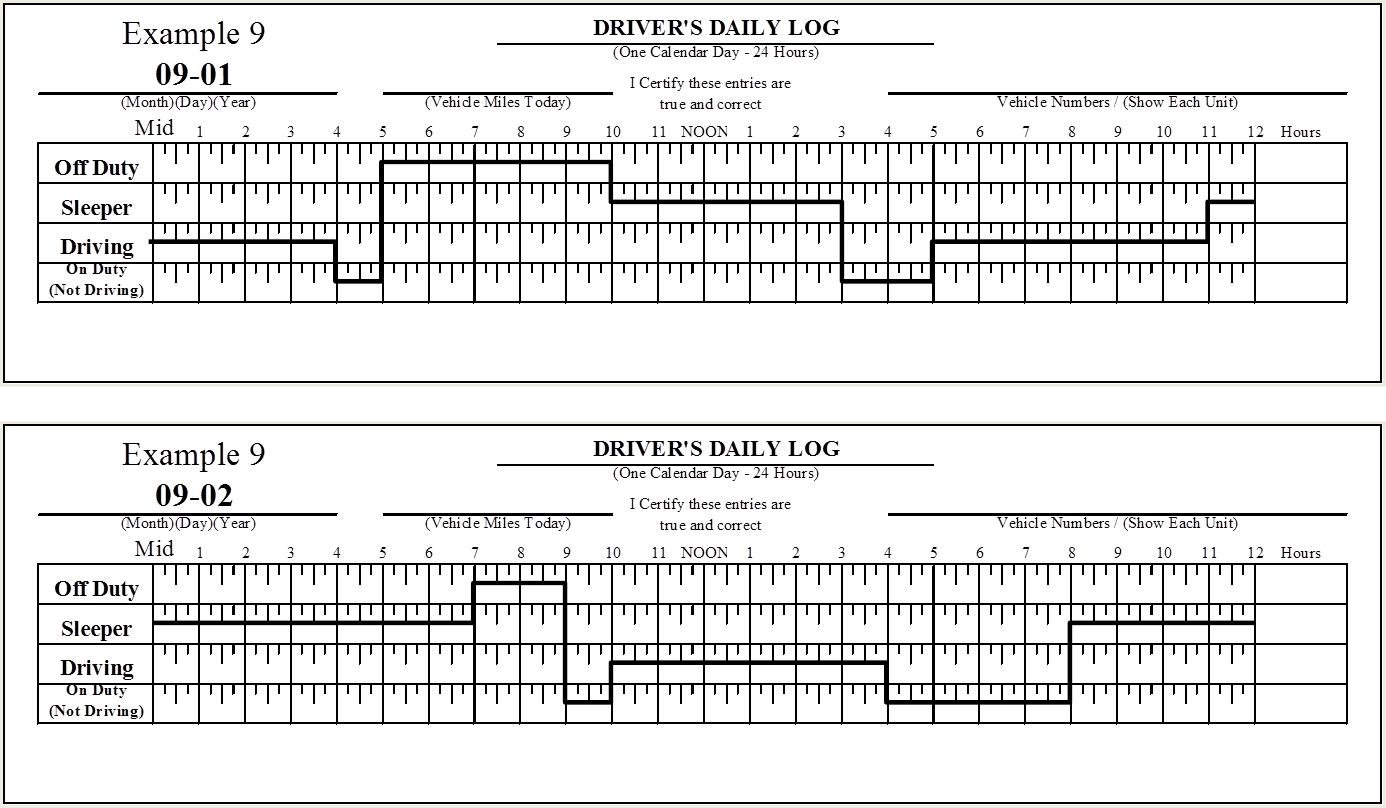 Example 9
DRIVER'S DAILY LOG
(One Calendar Day - 24 Hours)
09-01
I Certify these entries are
true and correct
(Month)(Day)(Year)
(Vehicle Miles Today)
Vehicle Numbers / (Show Each Unit)
Mid 1 2 3 4 5 6 7 8 9 10 11 NOON 1 2 3 4 5 6 7 8 9 10 11 12 Hours
Off Duty
Sleeper
Driving
On Duty
(Not Driving)
Example 9
DRIVER'S DAILY LOG
(One Calendar Day - 24 Hours)
09-02
I Certify these entries are
true and correct
(Month)(Day)(Year)
(Vehicle Miles Today)
Vehicle Numbers / (Show Each Unit)
Mid 1 2 3 4 5 6 7 8 9 10 11 NOON 1 2 3 4 5 6 7 8 9 10 11 12 Hours
Off Duty
Sleeper
Driving
On Duty
(Not Driving)